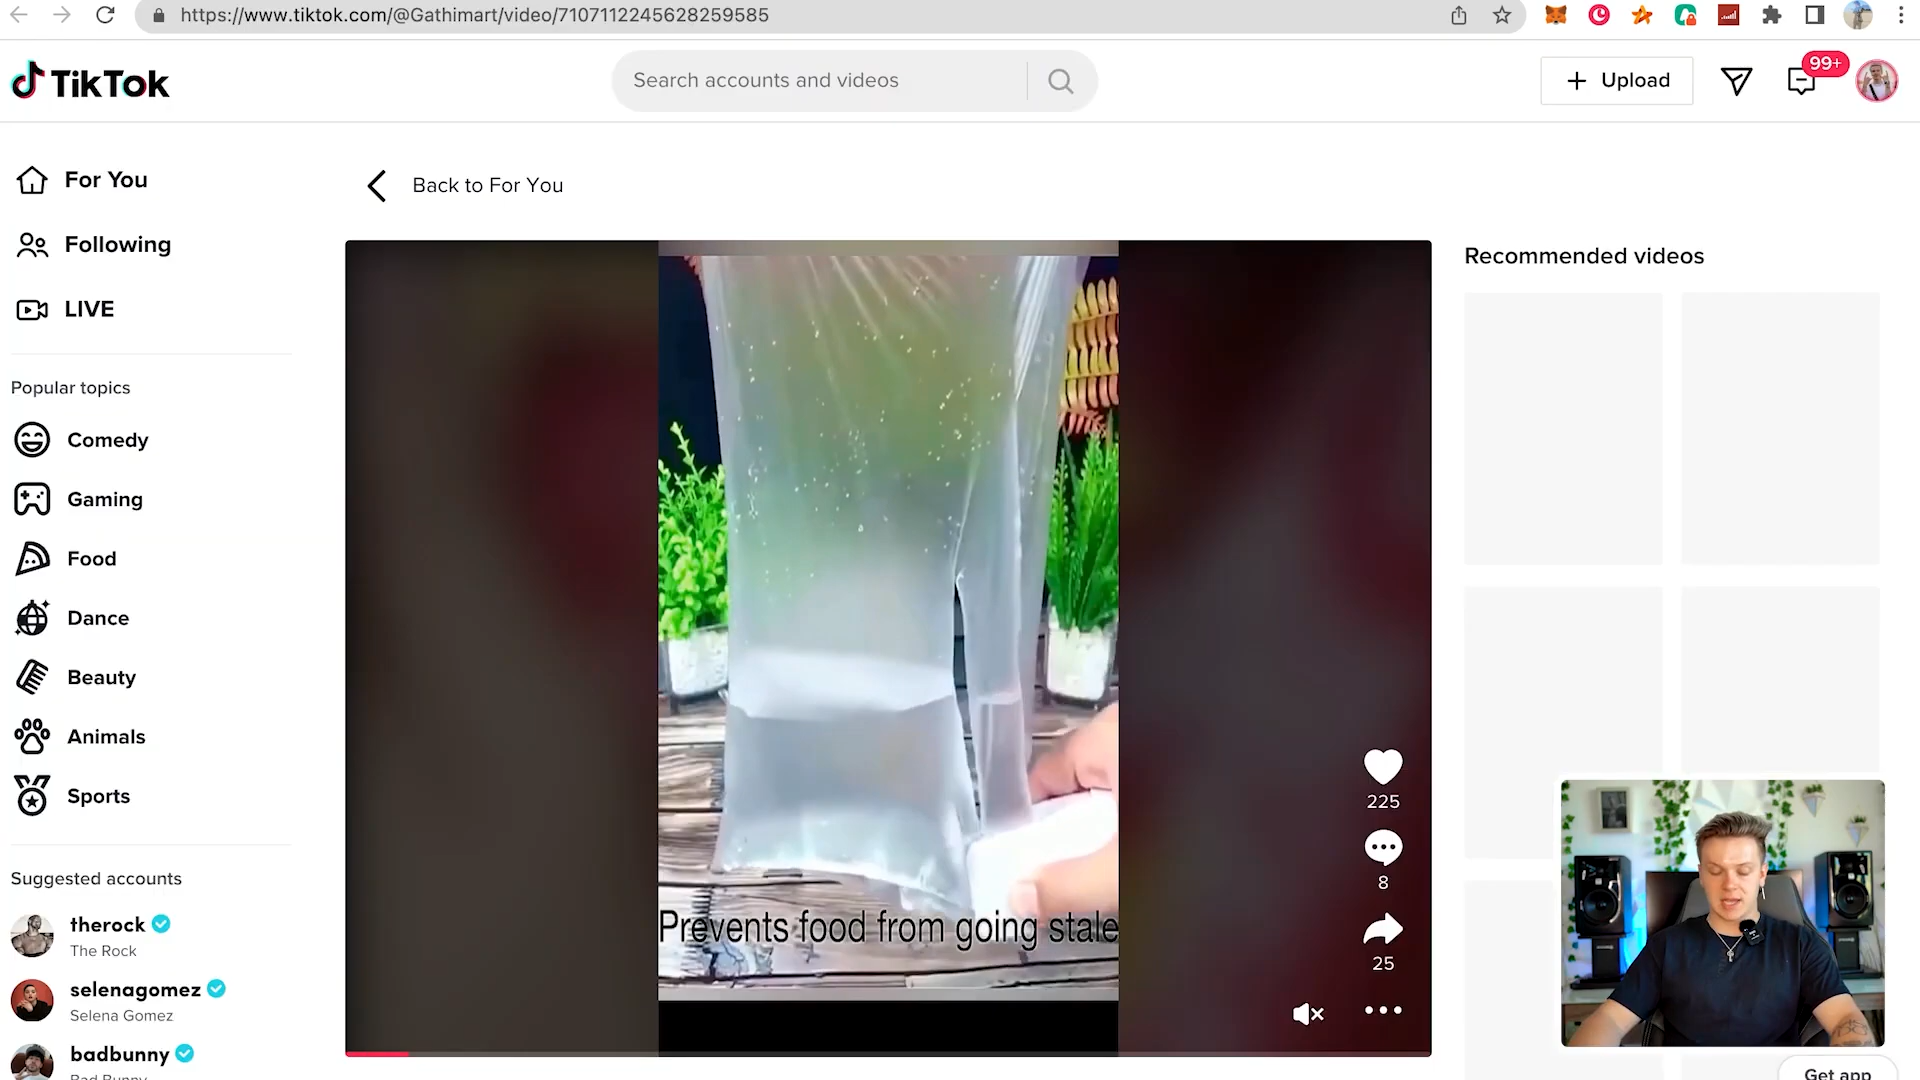 https://www.tiktok.com/@Gathimart/video/7107112245628259585
TikTok
Search accounts and videos
Upload
99+
For You
Following
LIVE
Back to For You
Recommended videos
Popular topics
Comedy
Gaming
Food
Dance
Beauty
Animals
Sports
225
8
25
Prevents food from going stale
Suggested accounts
therock
The Rock
selenagomez
Selena Gomez
badbunny
Bad Bunny
Get app